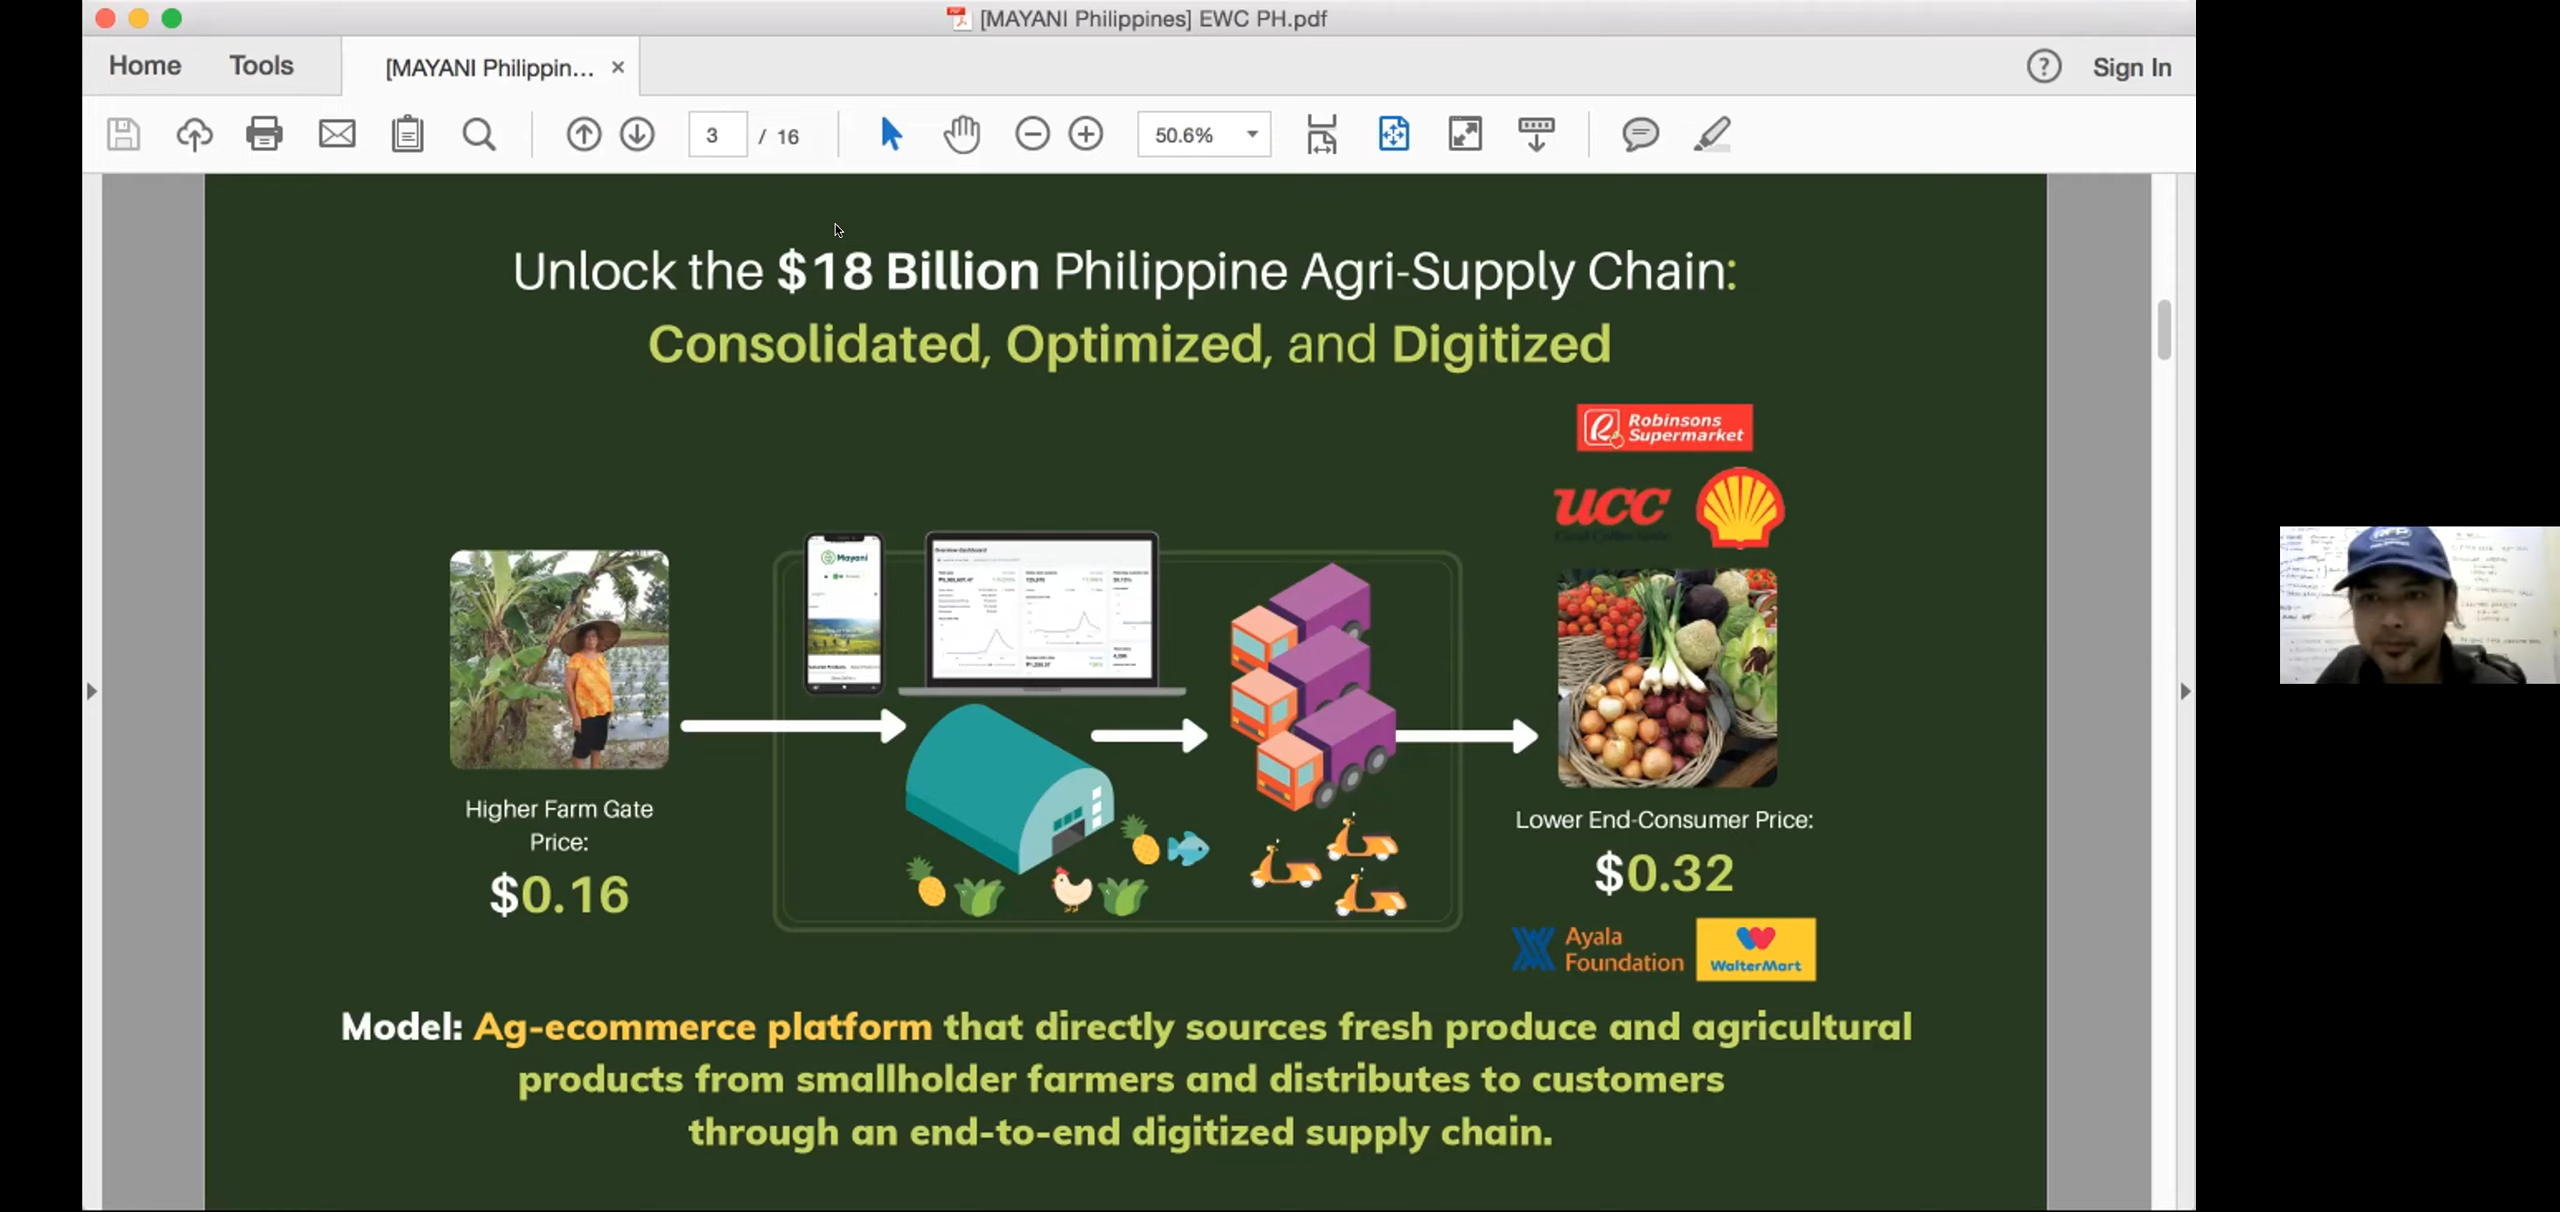 [MAYANI Philippines] EWC PH.pdf
Home
Tools
[MAYANI Philippin...
Sign In
3 / 16
50.6%
Unlock the $18 Billion Philippine Agri-Supply Chain:
Consolidated, Optimized, and Digitized
Robinsons
Supermarket
UCC
Mayani
Overview dashboard
Higher Farm Gate
Price:
$0.16
Lower End-Consumer Price:
$0.32
Ayala
Foundation
WalterMart
Model: Ag-ecommerce platform that directly sources fresh produce and agricultural
products from smallholder farmers and distributes to customers
through an end-to-end digitized supply chain.